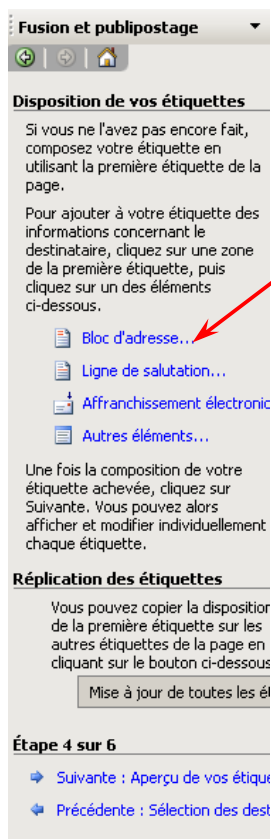 Fusion et publipostage
Disposition de vos étiquettes
Si vous ne l'avez pas encore fait,
composez votre étiquette en
utilisant la première étiquette de la
page.
Pour ajouter à votre étiquette des
informations concernant le
destinataire, cliquez sur une zone
de la première étiquette, puis
cliquez sur un des éléments
ci-dessous.
Bloc d'adresse...
Ligne de salutation...
Affranchissement électronic
Autres éléments...
Une fois la composition de votre
étiquette achevée, cliquez sur
Suivante. Vous pouvez alors
afficher et modifier individuellement
chaque étiquette.
Réplication des étiquettes
Vous pouvez copier la disposition
de la première étiquette sur les
autres étiquettes de la page en
cliquant sur le bouton ci-dessous
Mise à jour de toutes les ét
Étape 4 sur 6
Suivante : Aperçu de vos étique
Précédente : Sélection des dest